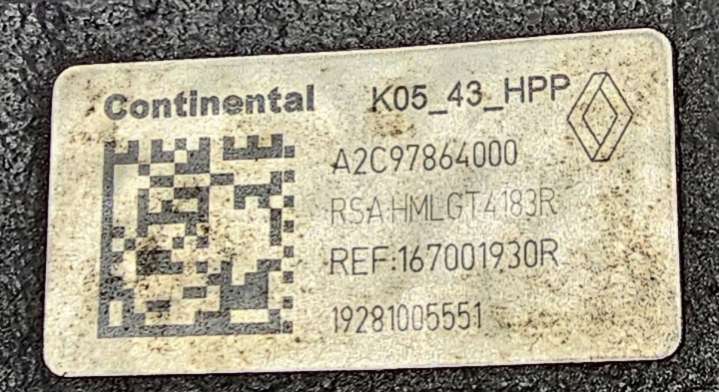 Continental K05_43_HPP
A2C97864000
RSA:HMLGT4183R
REF:167001930R
19281005551